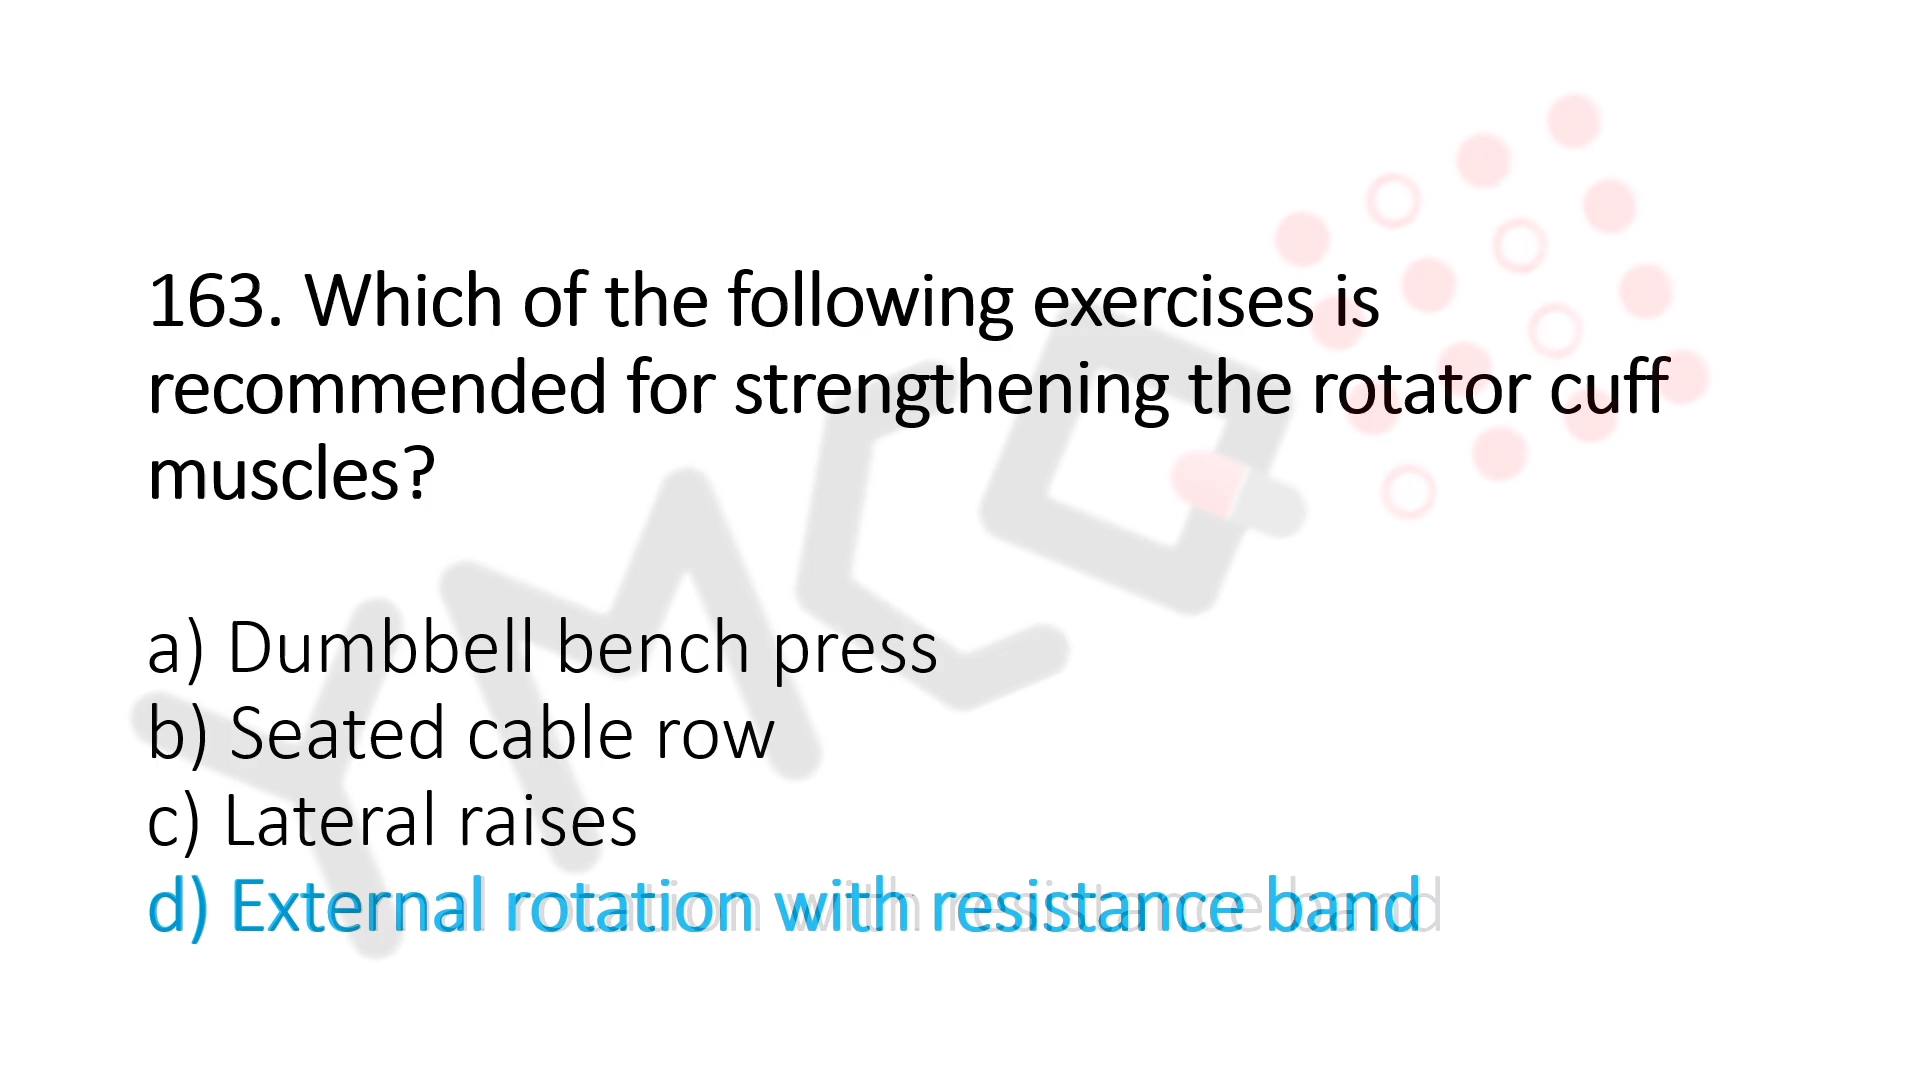 163. Which of the following exercises is
recommended for strengthening the rotator cuff
muscles?
a) Dumbbell bench press
b) Seated cable row
c) Lateral raises
d) External rotation with resistance band
YMCQ